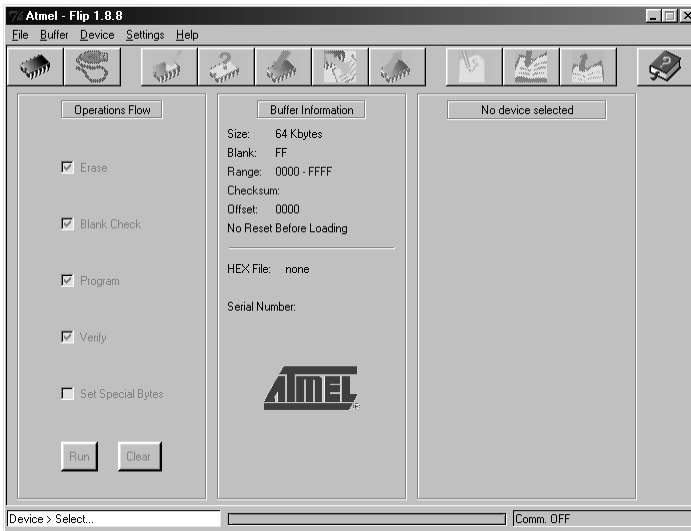 Atmel - Flip 1.8.8
File Buffer Device Settings Help
Operations Flow
Erase
Blank Check
Program
Verify
Set Special Bytes
Run Clear
Buffer Information
Size: 64 Kbytes
Blank: FF
Range: 0000 - FFFF
Checksum:
Offset: 0000
No Reset Before Loading
HEX File: none
Serial Number:
ATMEL
No device selected
Device > Select...
Comm. OFF